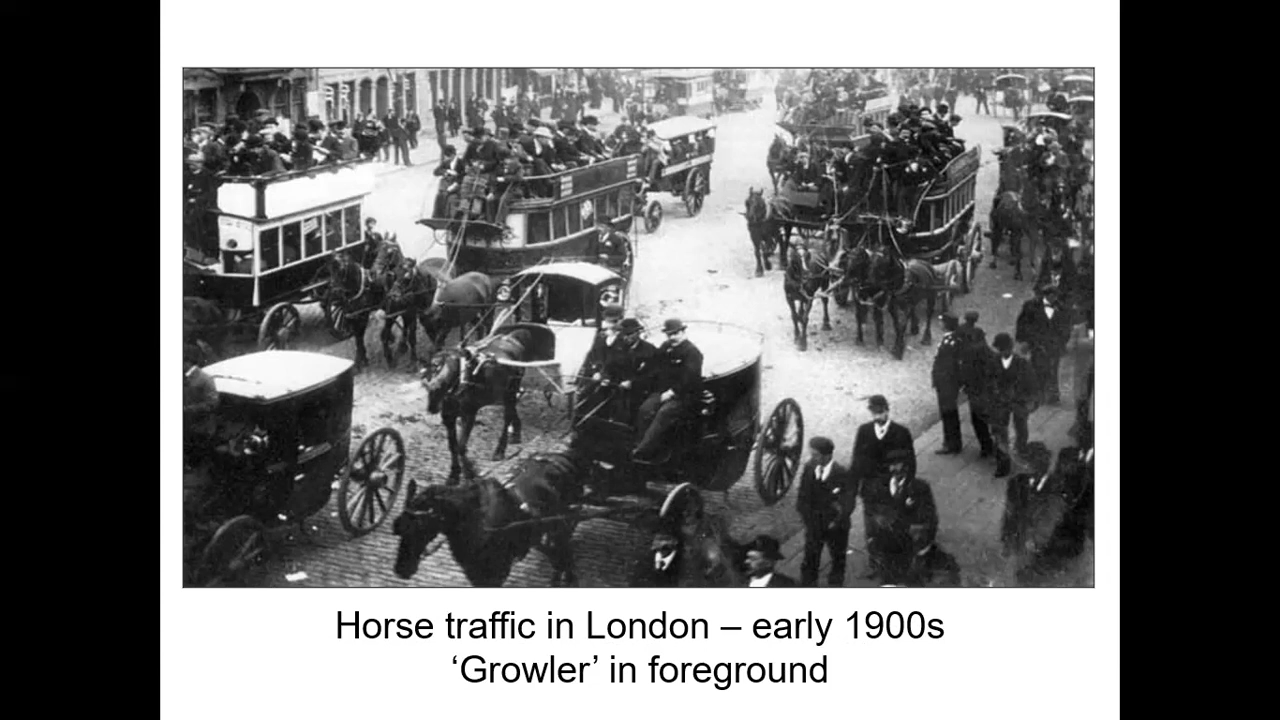 Horse traffic in London – early 1900s
‘Growler’ in foreground